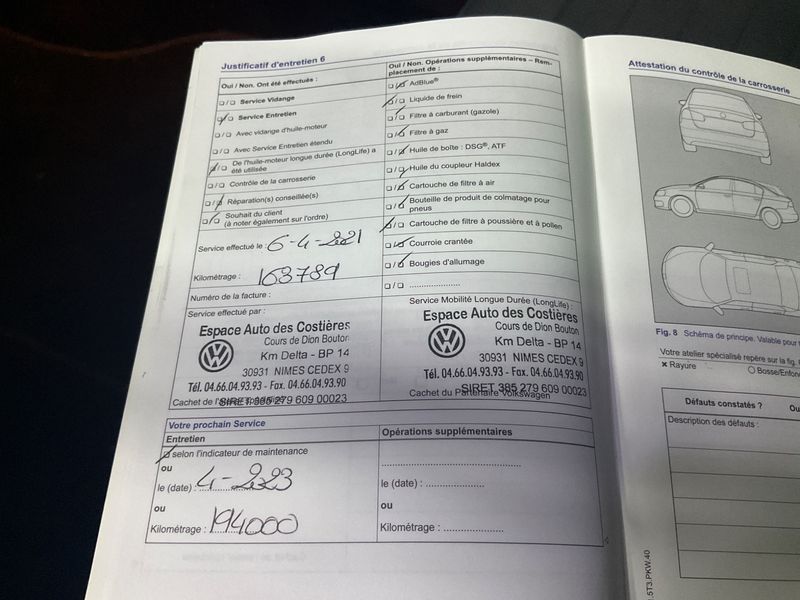 Justificatif d'entretien 6
Oui / Non. Ont été effectués :
Service Vidange
Service Entretien
Avec vidange d'huile-moteur
Avec Service Entretien étendu
De l'huile-moteur longue durée (LongLife) a
été utilisée
Contrôle de la carrosserie
Réparation(s) conseillée(s)
Souhait du client
(à noter également sur l'ordre)
Service effectué le : 6-4-2021
Kilométrage : 163789
Numéro de la facture :
Service effectué par :
Espace Auto des Costières
Cours de Dion Bouton
Km Delta - BP 14
30931 NIMES CEDEX 9
Tél. 04.66.04.93.93 - Fax. 04.66.04.93.90
SIRET 385 279 609 00023
Cachet de
Oui / Non. Opérations supplémentaires – Rem-
placement de :
AdBlue®
Liquide de frein
Filtre à carburant (gazole)
Filtre à gaz
Huile de boîte : DSG®, ATF
Huile du coupleur Haldex
Cartouche de filtre à air
Bouteille de produit de colmatage pour
pneus
Cartouche de filtre à poussière et à pollen
Courroie crantée
Bougies d'allumage
Service Mobilité Longue Durée (LongLife) :
Espace Auto des Costières
Cours de Dion Bouton
Km Delta - BP 14
30931 NIMES CEDEX 9
Tél. 04.66.04.93.93 - Fax. 04.66.04.93.90
SIRET 385 279 609 00023
Cachet du Partenaire Volkswagen
Votre prochain Service
Entretien
selon l'indicateur de maintenance
ou
le (date) : 4-2023
ou
Kilométrage : 194000
Opérations supplémentaires
le (date) :
ou
Kilométrage :
Attestation du contrôle de la carrosserie
Fig. 8 Schéma de principe. Valable pour
Votre atelier spécialisé repère sur la fig. 8
× Rayure
○ Bosse/Enfon
Défauts constatés ?
Description des défauts :
.5T3.PKW.40